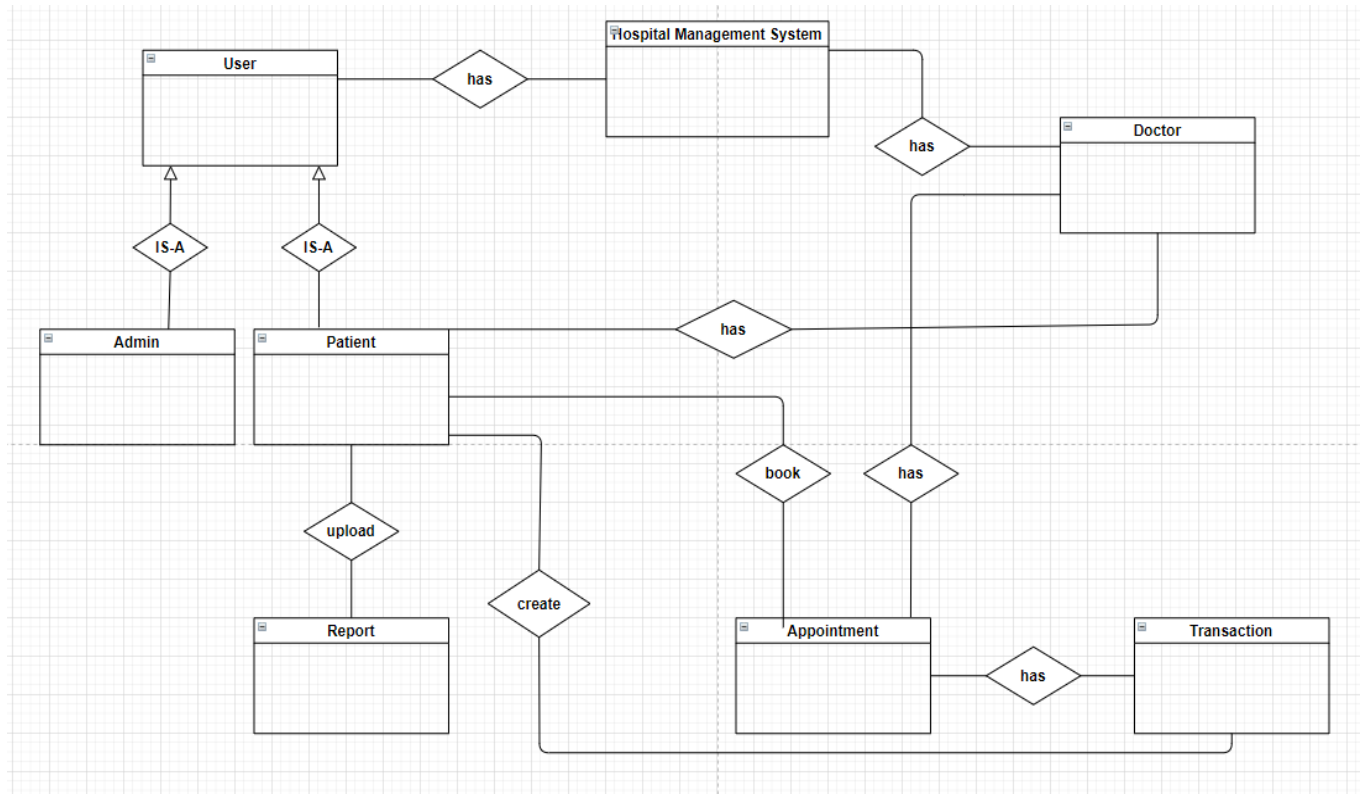 Hospital Management System
User
has
Doctor
has
IS-A
IS-A
has
Admin
Patient
book
has
upload
create
Report
Appointment
Transaction
has